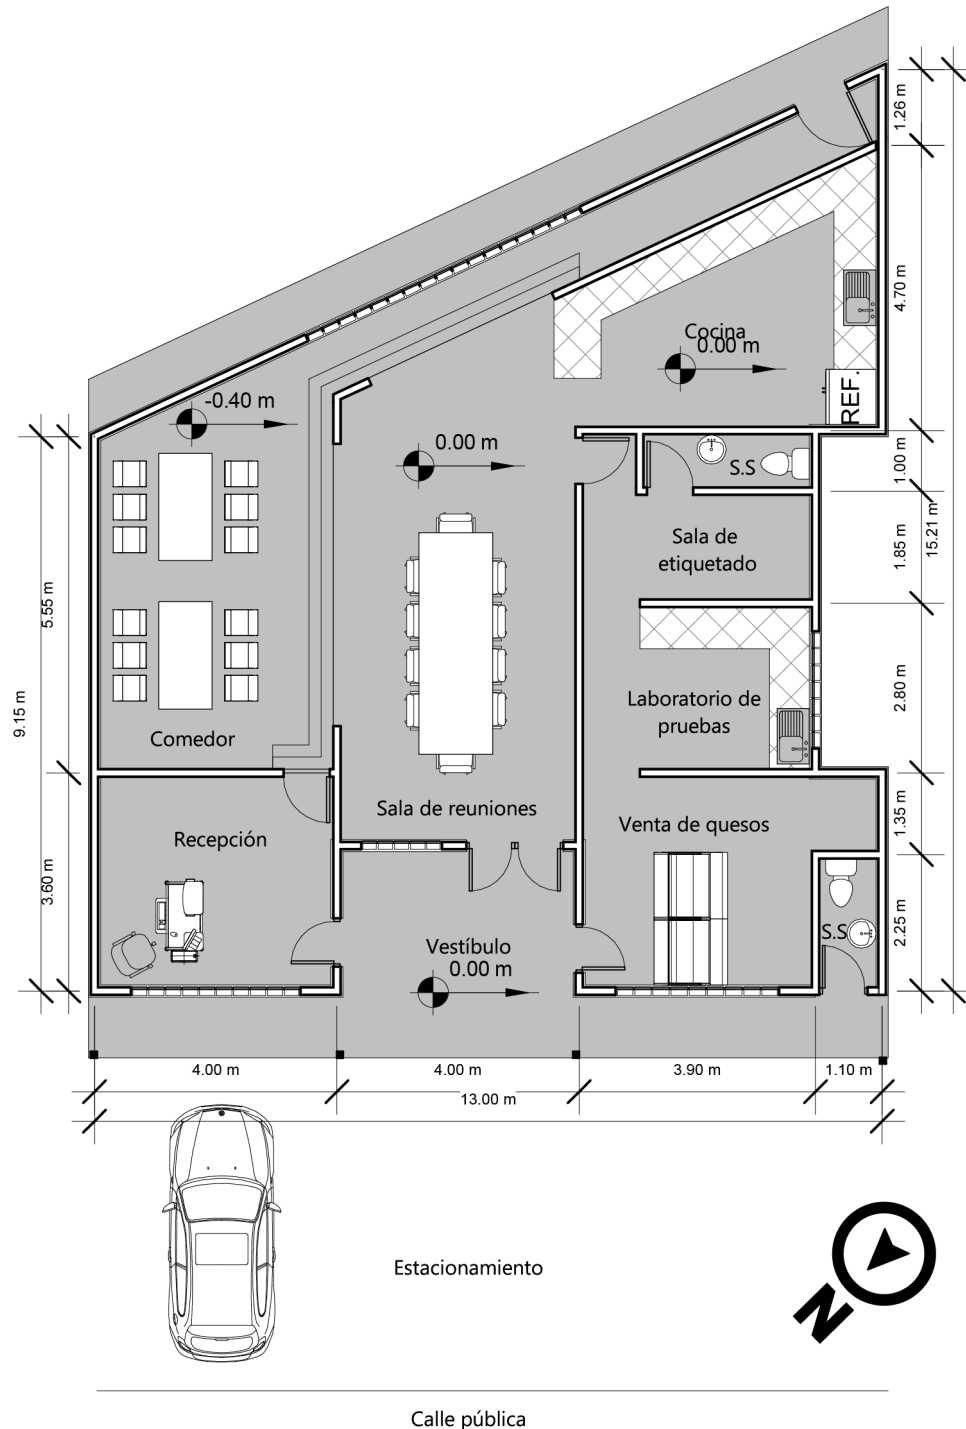 1.26 m
4.70 m
Cocina
0.00 m
REF.
-0.40 m
0.00 m
S.S
1.00 m
15.21 m
Sala de
etiquetado
1.85 m
5.55 m
9.15 m
Laboratorio de
pruebas
2.80 m
Comedor
Sala de reuniones
Venta de quesos
1.35 m
Recepción
3.60 m
Vestíbulo
0.00 m
S.S
2.25 m
4.00 m
4.00 m
3.90 m
1.10 m
13.00 m
Estacionamiento
N
Calle pública